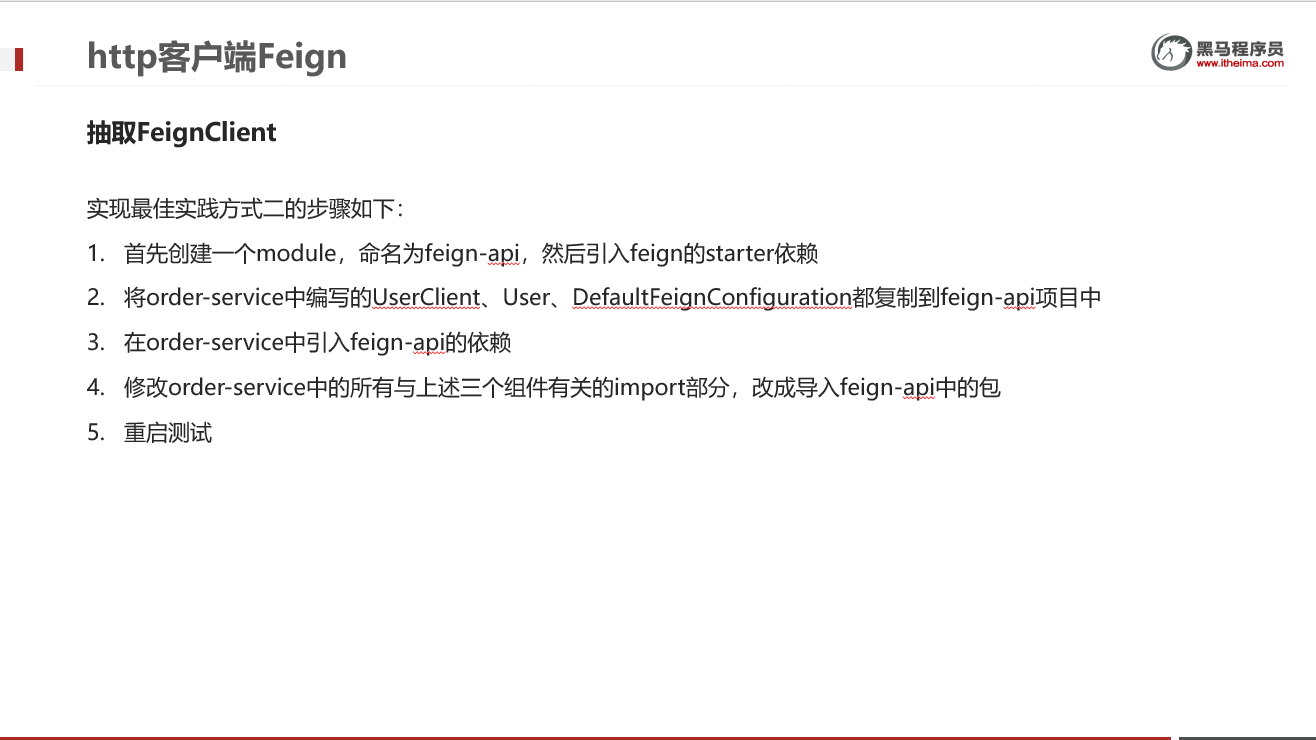 http客户端Feign
黑马程序员
www.itheima.com
抽取FeignClient
实现最佳实践方式二的步骤如下：
1. 首先创建一个module，命名为feign-api，然后引入feign的starter依赖
2. 将order-service中编写的UserClient、User、DefaultFeignConfiguration都复制到feign-api项目中
3. 在order-service中引入feign-api的依赖
4. 修改order-service中的所有与上述三个组件有关的import部分，改成导入feign-api中的包
5. 重启测试